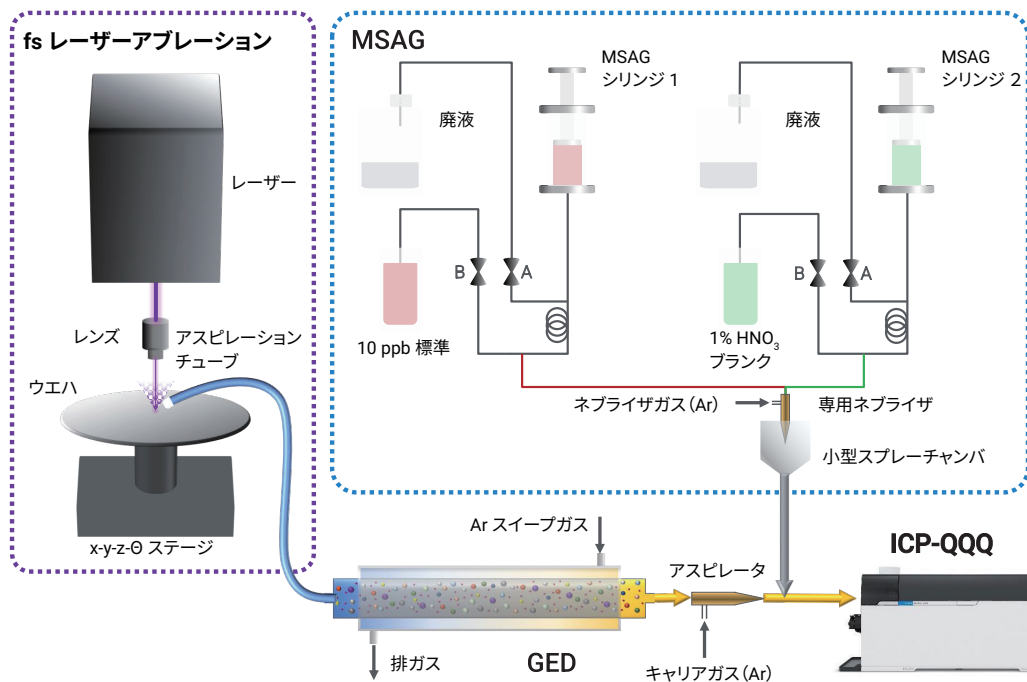 fs レーザーアブレーション
レーザー
レンズ
アスピレーション
チューブ
ウエハ
x-y-z-Θ ステージ
MSAG
廃液
MSAG
シリンジ 1
B
A
10 ppb 標準
廃液
MSAG
シリンジ 2
B
A
1% HNO₃
ブランク
ネブライザガス（Ar）
専用ネブライザ
小型スプレーチャンバ
Ar スイープガス
排ガス
GED
アスピレータ
キャリアガス（Ar）
ICP-QQQ